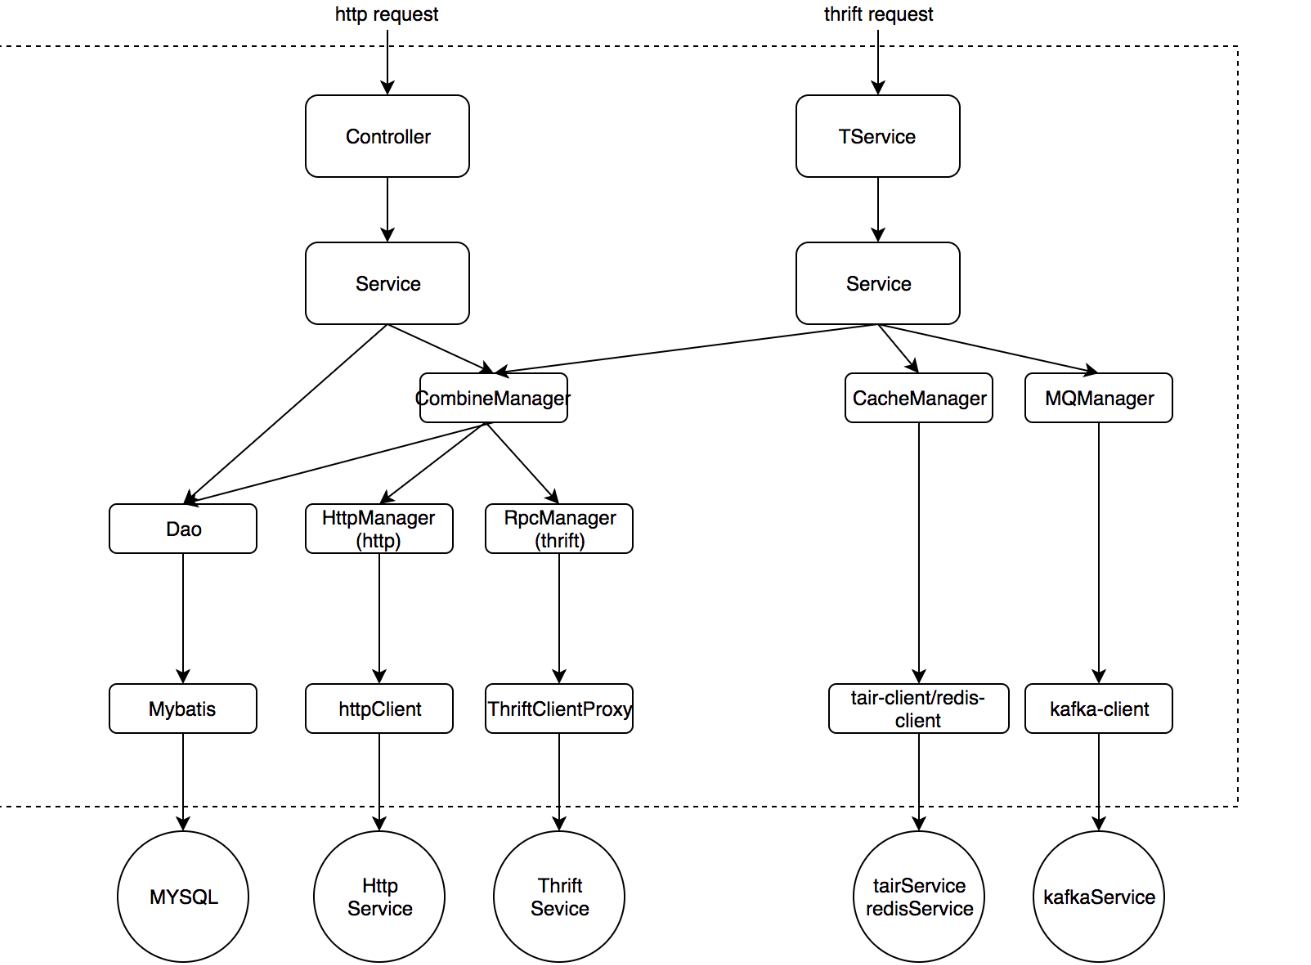 http request
thrift request
Controller
TService
Service
Service
CombineManager
CacheManager
MQManager
Dao
HttpManager
(http)
RpcManager
(thrift)
Mybatis
httpClient
ThriftClientProxy
tair-client/redis-
client
kafka-client
MYSQL
Http
Service
Thrift
Sevice
tairService
redisService
kafkaService